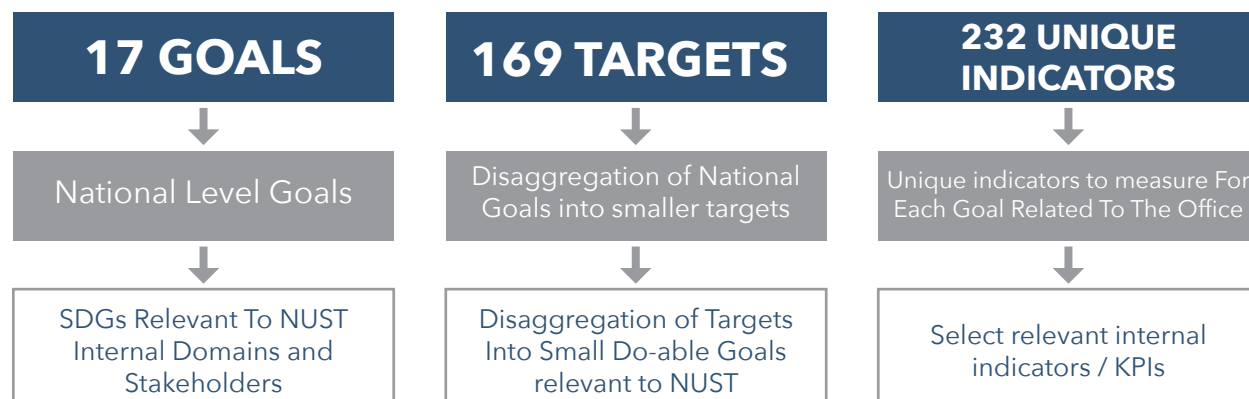 17 GOALS
169 TARGETS
232 UNIQUE
INDICATORS
National Level Goals
Disaggregation of National
Goals into smaller targets
Unique indicators to measure For
Each Goal Related To The Office
SDGs Relevant To NUST
Internal Domains and
Stakeholders
Disaggregation of Targets
Into Small Do-able Goals
relevant to NUST
Select relevant internal
indicators / KPIs